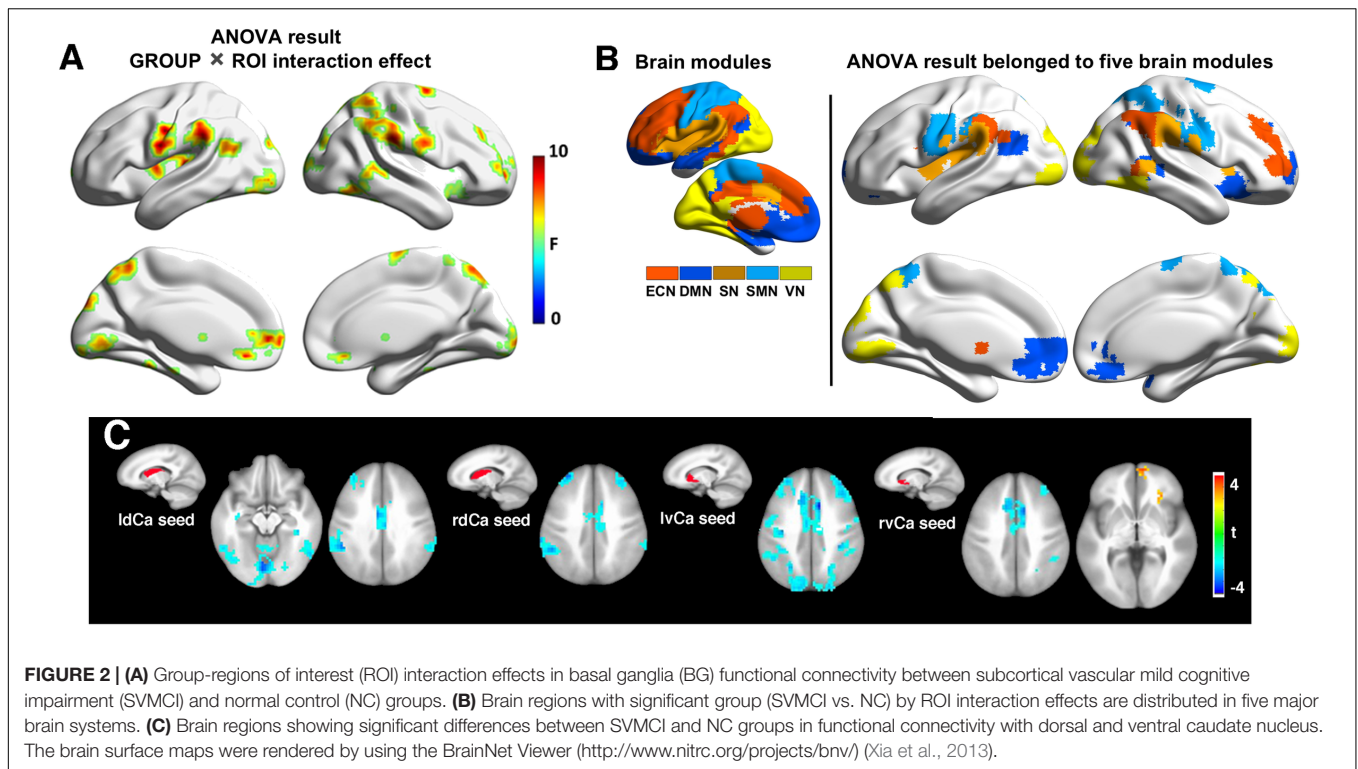 A
ANOVA result
GROUP × ROI interaction effect
10
F
0
B
Brain modules
ECN DMN SN SMN VN
ANOVA result belonged to five brain modules
C
ldCa seed
rdCa seed
lvCa seed
rvCa seed
4
t
-4
FIGURE 2 | (A) Group-regions of interest (ROI) interaction effects in basal ganglia (BG) functional connectivity between subcortical vascular mild cognitive
impairment (SVMCI) and normal control (NC) groups. (B) Brain regions with significant group (SVMCI vs. NC) by ROI interaction effects are distributed in five major
brain systems. (C) Brain regions showing significant differences between SVMCI and NC groups in functional connectivity with dorsal and ventral caudate nucleus.
The brain surface maps were rendered by using the BrainNet Viewer (http://www.nitrc.org/projects/bnv/) (Xia et al., 2013).